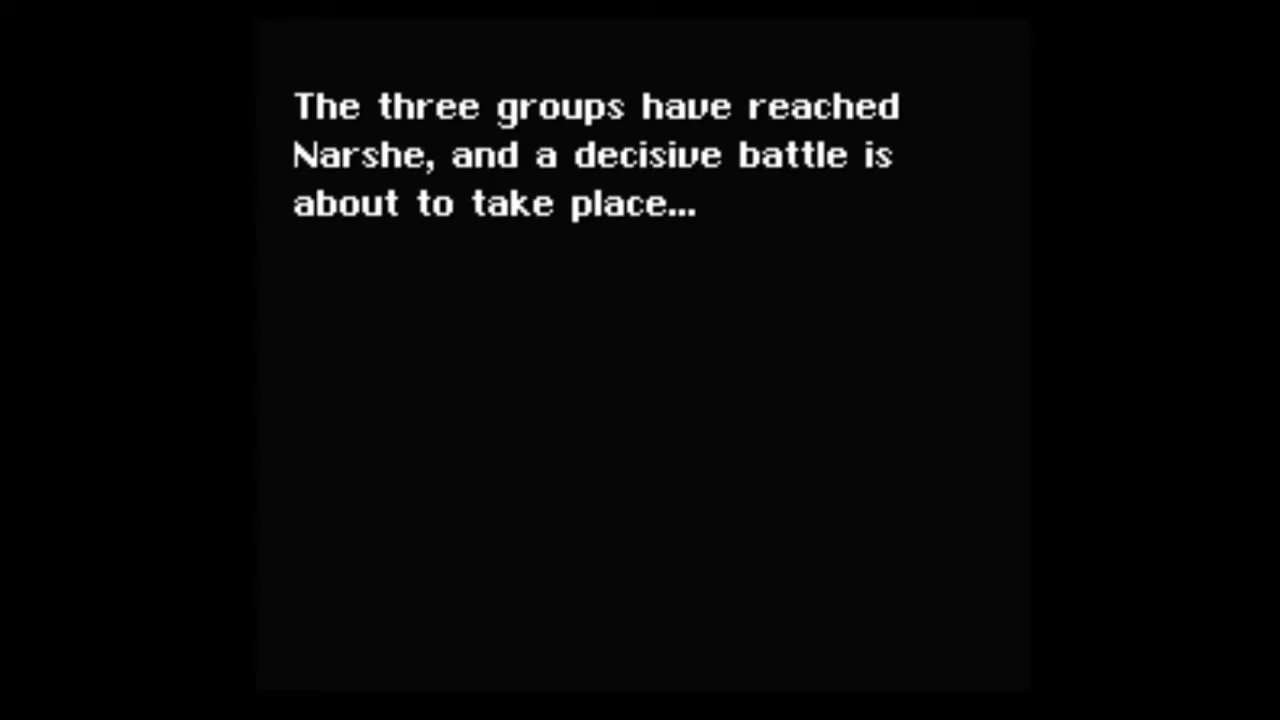 The three groups have reached
Narshe, and a decisive battle is
about to take place...